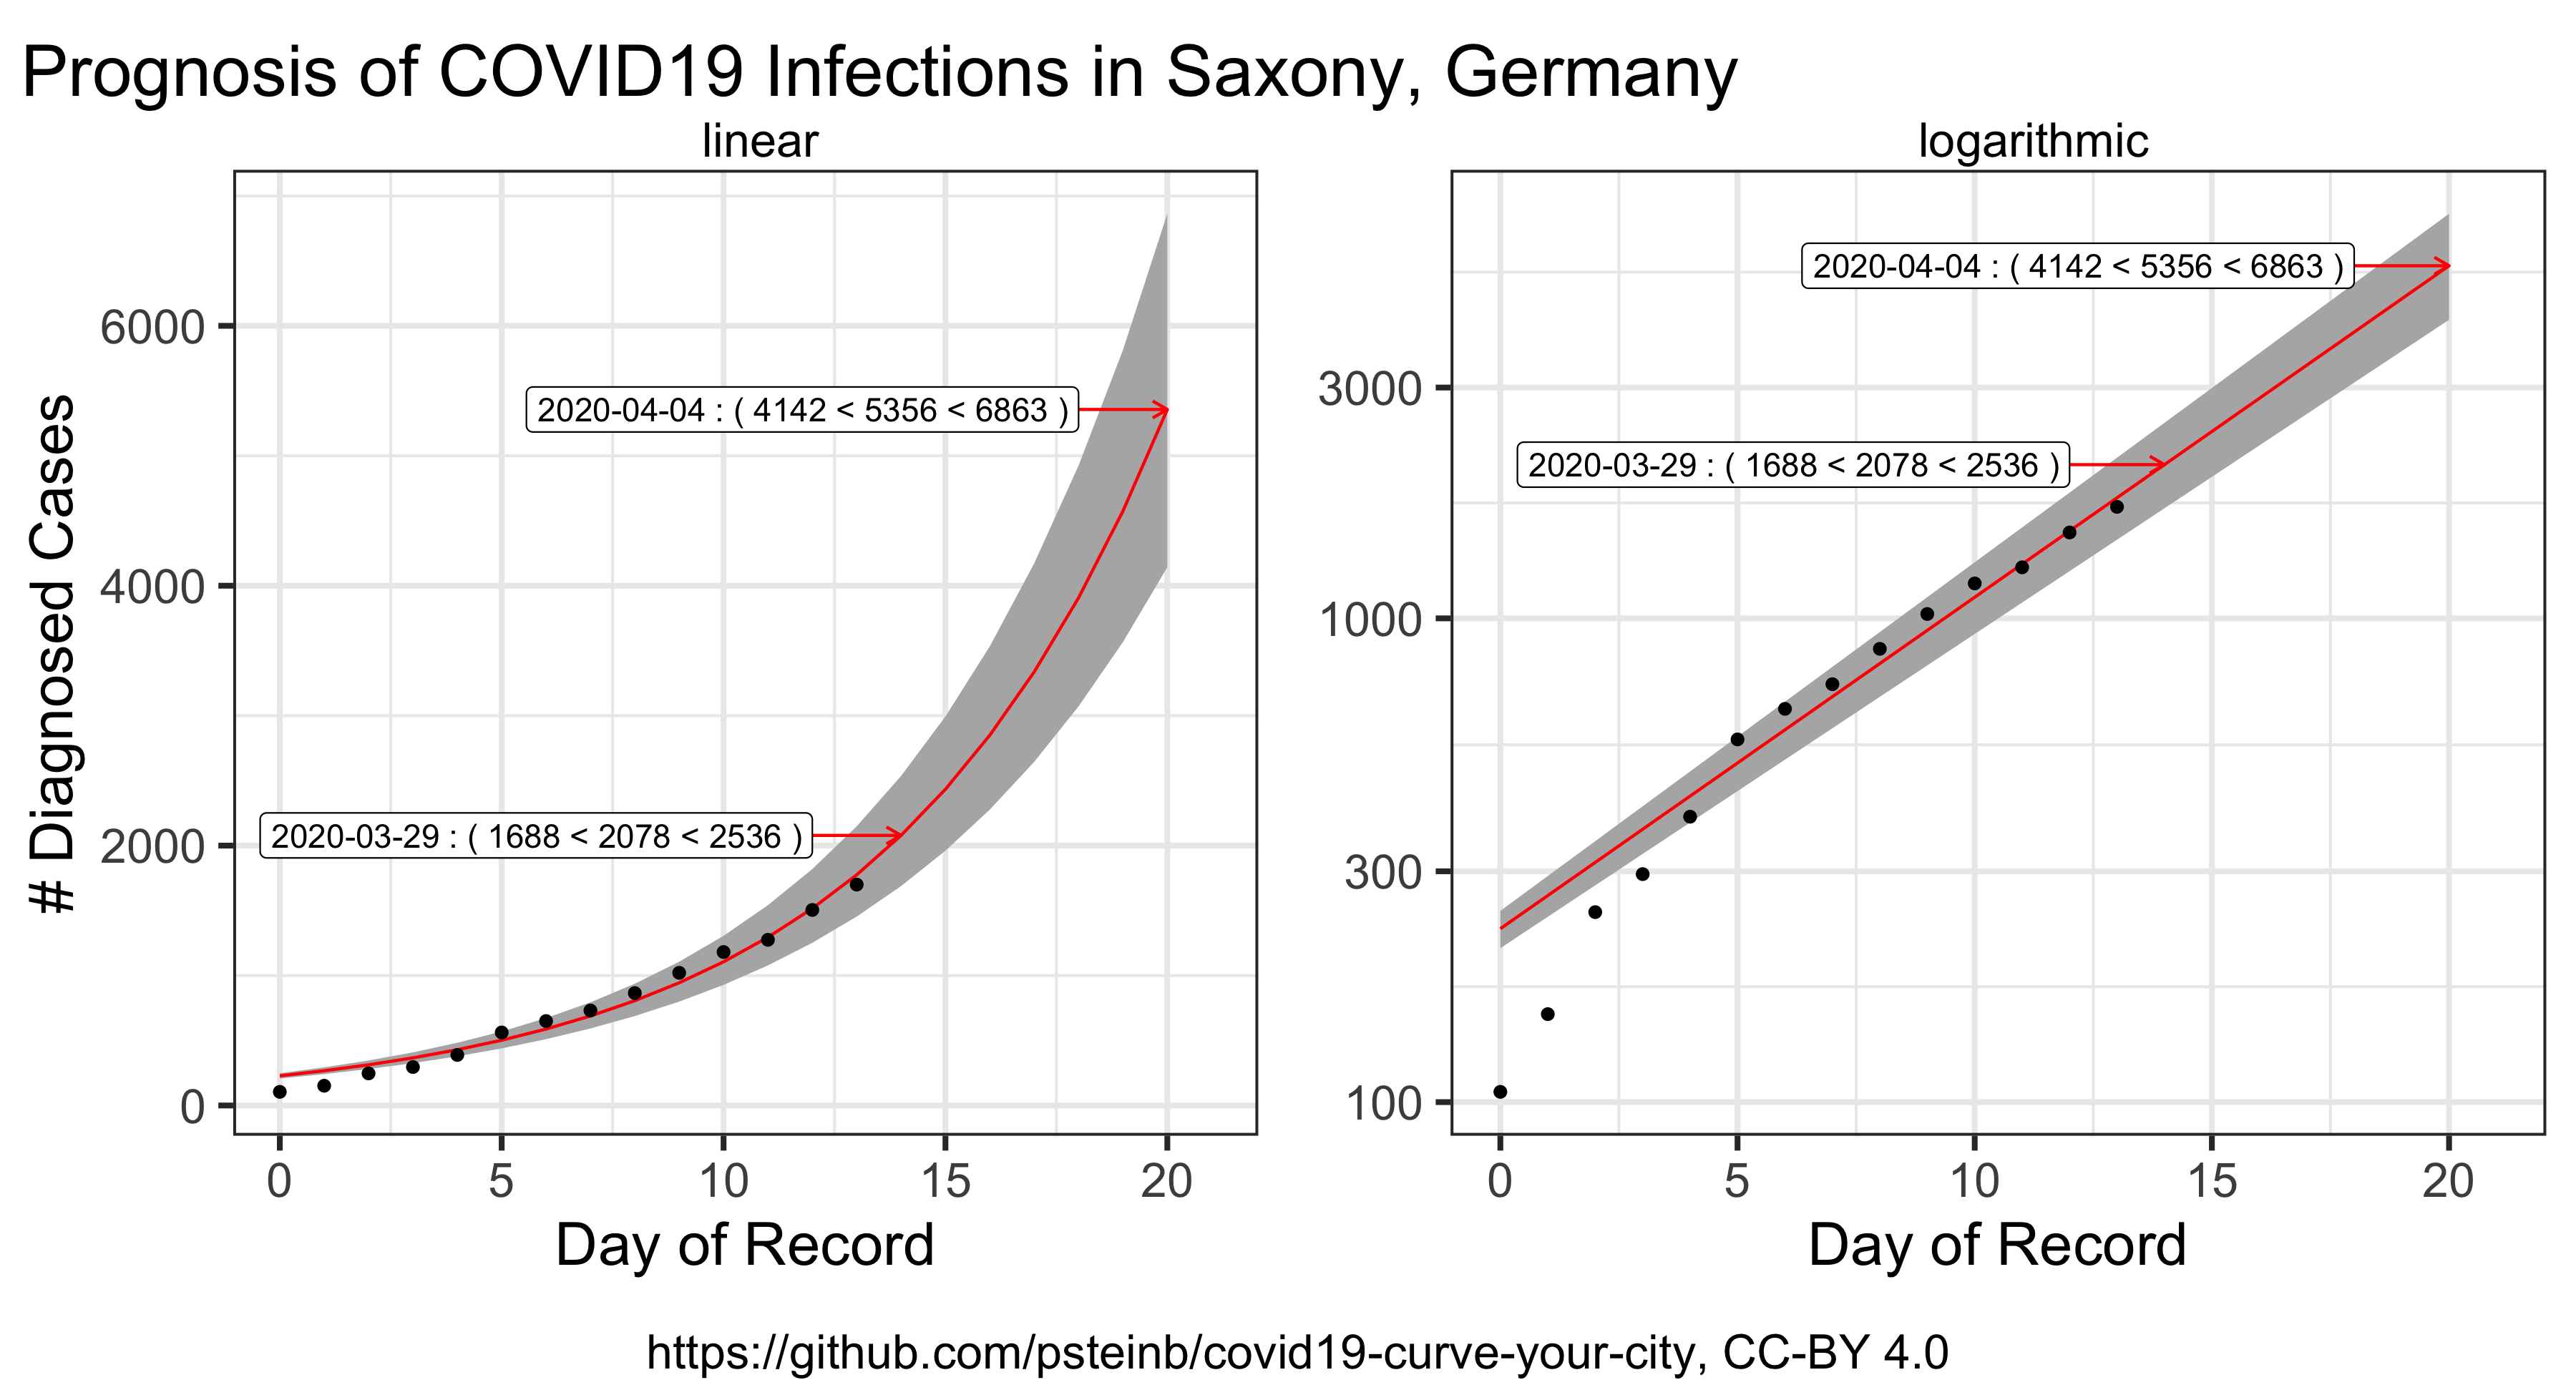 Prognosis of COVID19 Infections in Saxony, Germany
linear
# Diagnosed Cases
6000
4000
2000
0
2020-04-04 : ( 4142 < 5356 < 6863 )
2020-03-29 : ( 1688 < 2078 < 2536 )
0 5 10 15 20
Day of Record
logarithmic
3000
1000
300
100
2020-04-04 : ( 4142 < 5356 < 6863 )
2020-03-29 : ( 1688 < 2078 < 2536 )
0 5 10 15 20
Day of Record
https://github.com/psteinb/covid19-curve-your-city, CC-BY 4.0